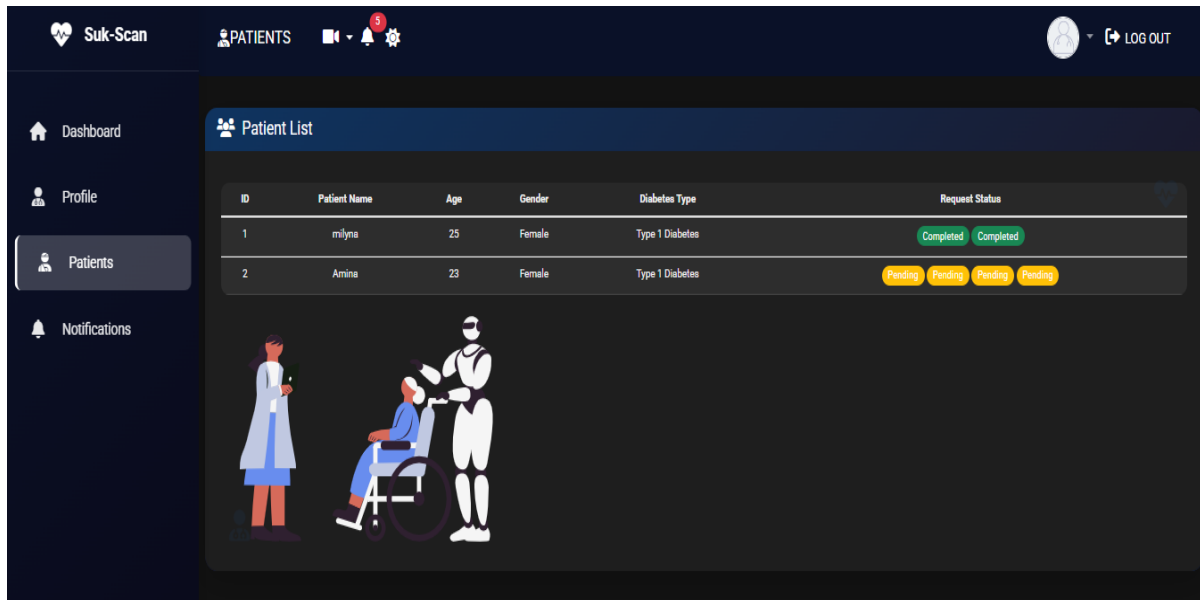 Suk-Scan
PATIENTS 5 LOG OUT
Dashboard
Profile
Patients
Notifications
Patient List
ID Patient Name Age Gender Diabetes Type Request Status
1 milyna 25 Female Type 1 Diabetes Completed Completed
2 Amina 23 Female Type 1 Diabetes Pending Pending Pending Pending